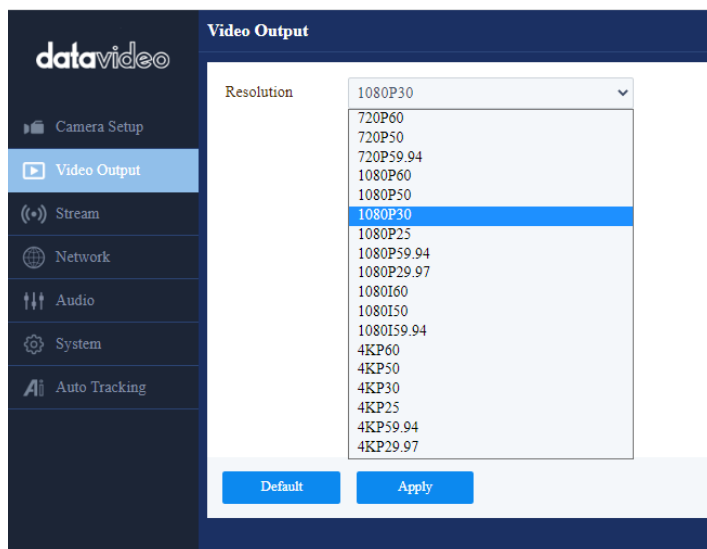 datavideo
Camera Setup
Video Output
Stream
Network
Audio
System
Ai Auto Tracking
Video Output
Resolution 1080P30
720P60
720P50
720P59.94
1080P60
1080P50
1080P30
1080P25
1080P59.94
1080P29.97
1080I60
1080I50
1080I59.94
4KP60
4KP50
4KP30
4KP25
4KP59.94
4KP29.97
Default Apply